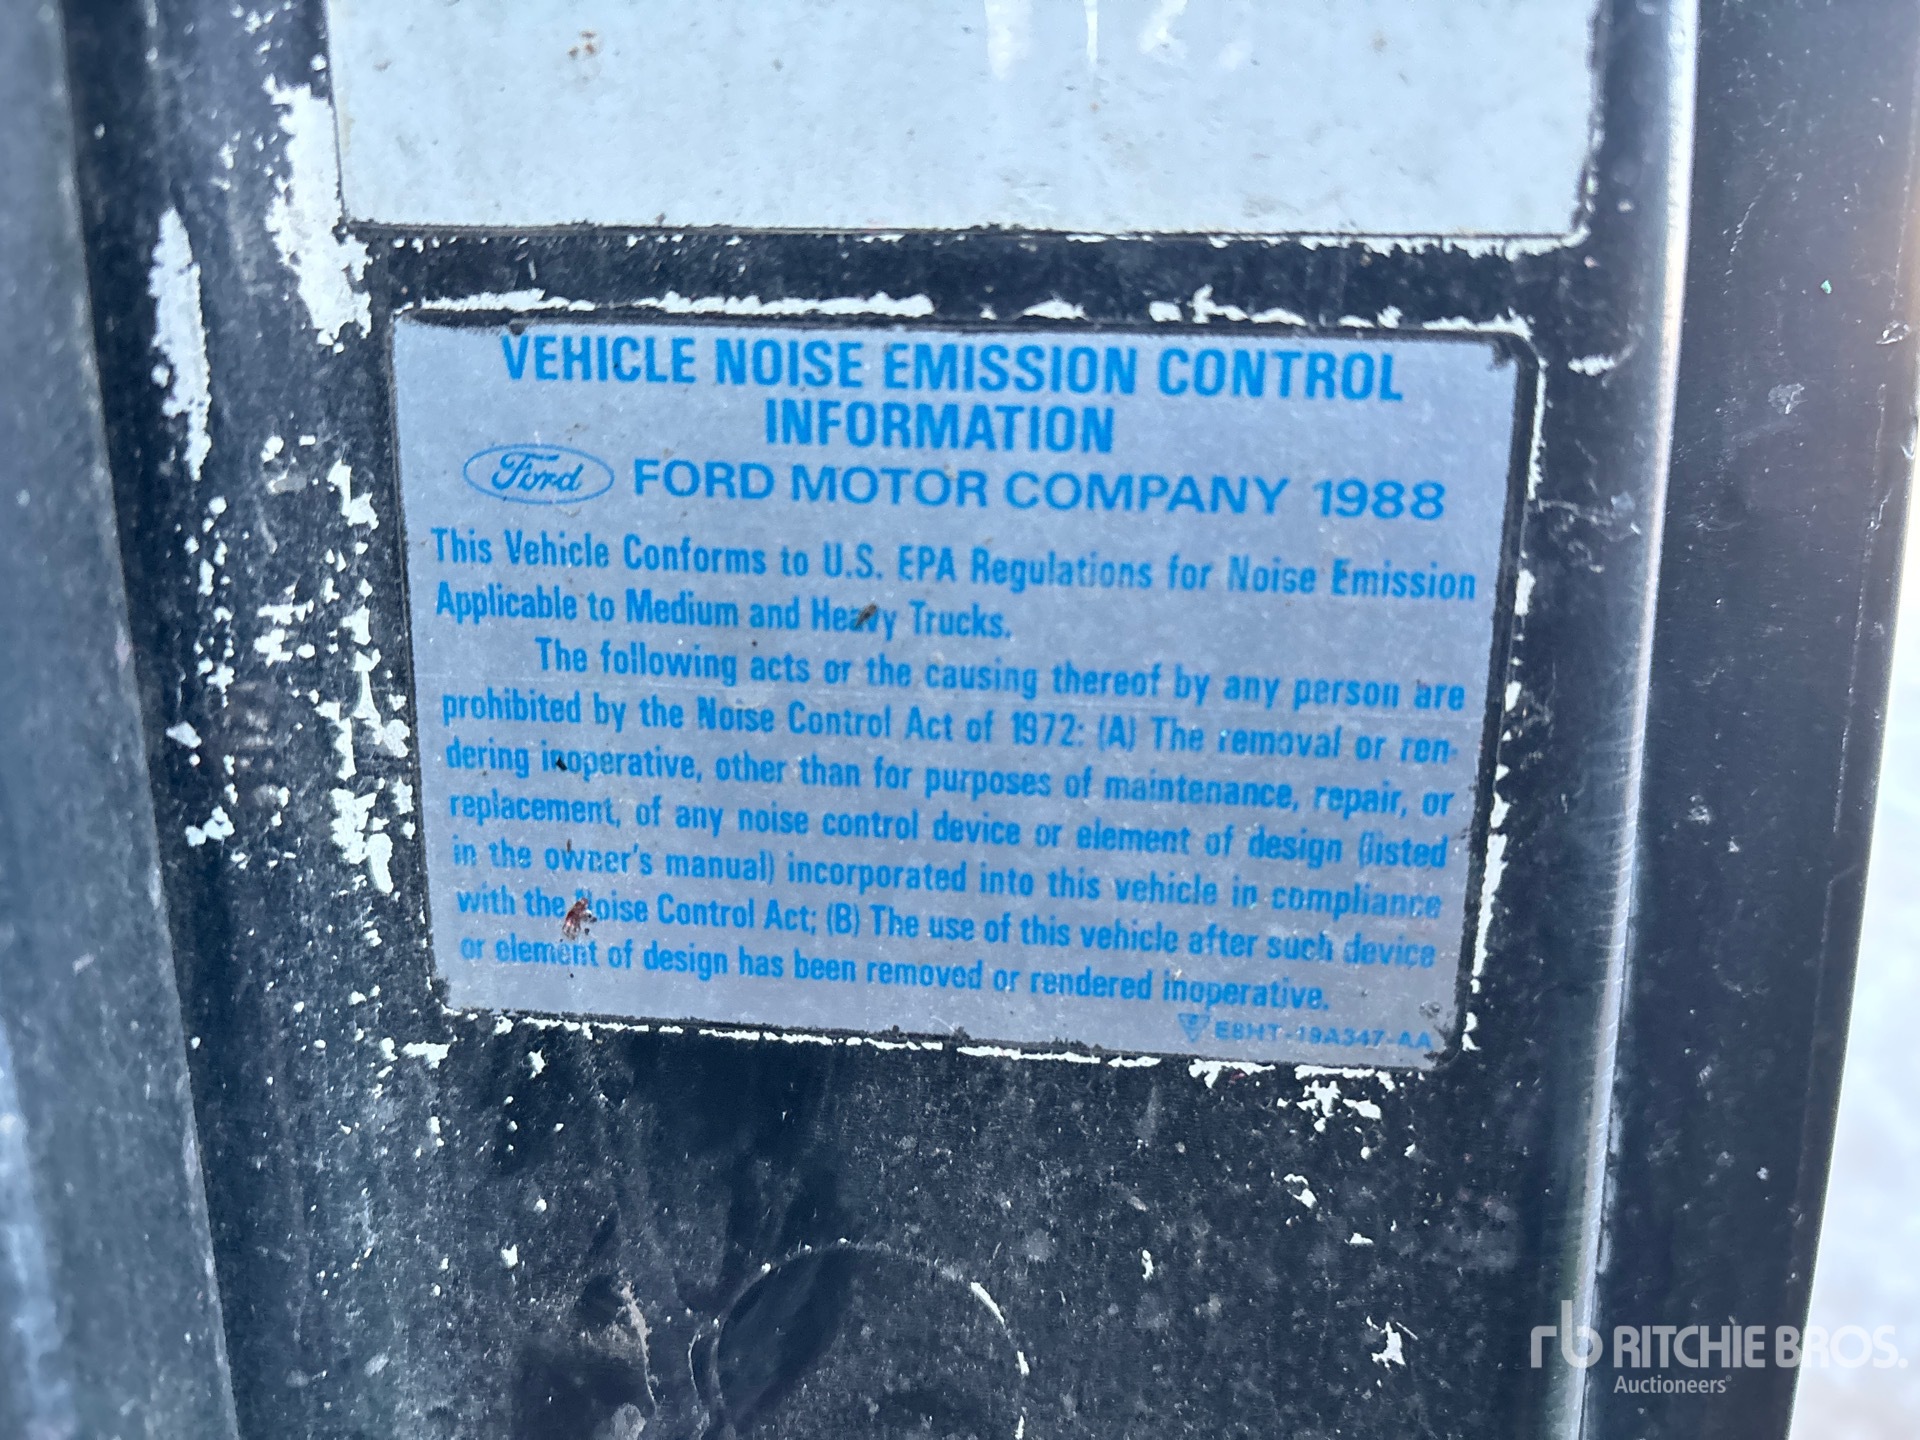 VEHICLE NOISE EMISSION CONTROL
INFORMATION
Ford FORD MOTOR COMPANY 1988
This Vehicle Conforms to U.S. EPA Regulations for Noise Emission
Applicable to Medium and Heavy Trucks.
The following acts or the causing thereof by any person are
prohibited by the Noise Control Act of 1972: (A) The removal or ren-
dering inoperative, other than for purposes of maintenance, repair, or
replacement, of any noise control device or element of design (listed
in the owner's manual) incorporated into this vehicle in compliance
with the Noise Control Act; (B) The use of this vehicle after such device
or element of design has been removed or rendered inoperative.
E8HT-19A347-AA
rb RITCHIE BROS.
Auctioneers